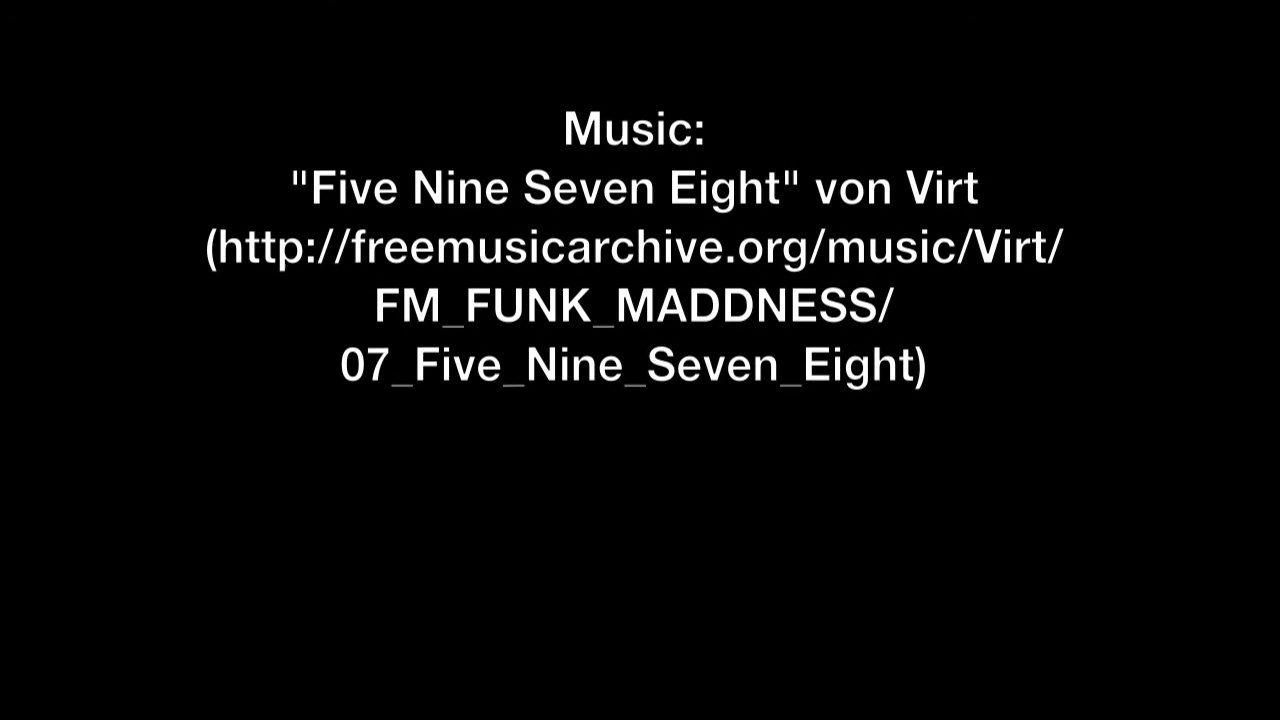 Music:
"Five Nine Seven Eight" von Virt
(http://freemusicarchive.org/music/Virt/
FM_FUNK_MADDNESS/
07_Five_Nine_Seven_Eight)